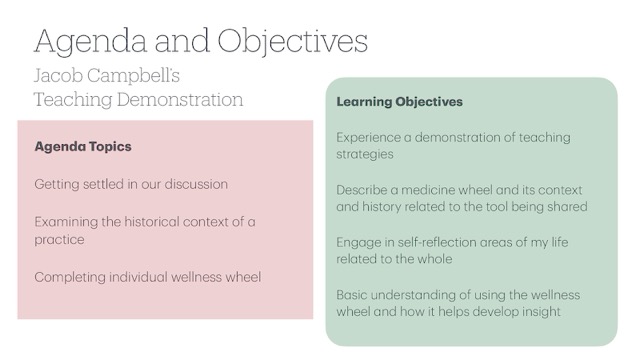 Agenda and Objectives
Jacob Campbell's
Teaching Demonstration
Agenda Topics
Getting settled in our discussion
Examining the historical context of a
practice
Completing individual wellness wheel
Learning Objectives
Experience a demonstration of teaching
strategies
Describe a medicine wheel and its context
and history related to the tool being shared
Engage in self-reflection areas of my life
related to the whole
Basic understanding of using the wellness
wheel and how it helps develop insight